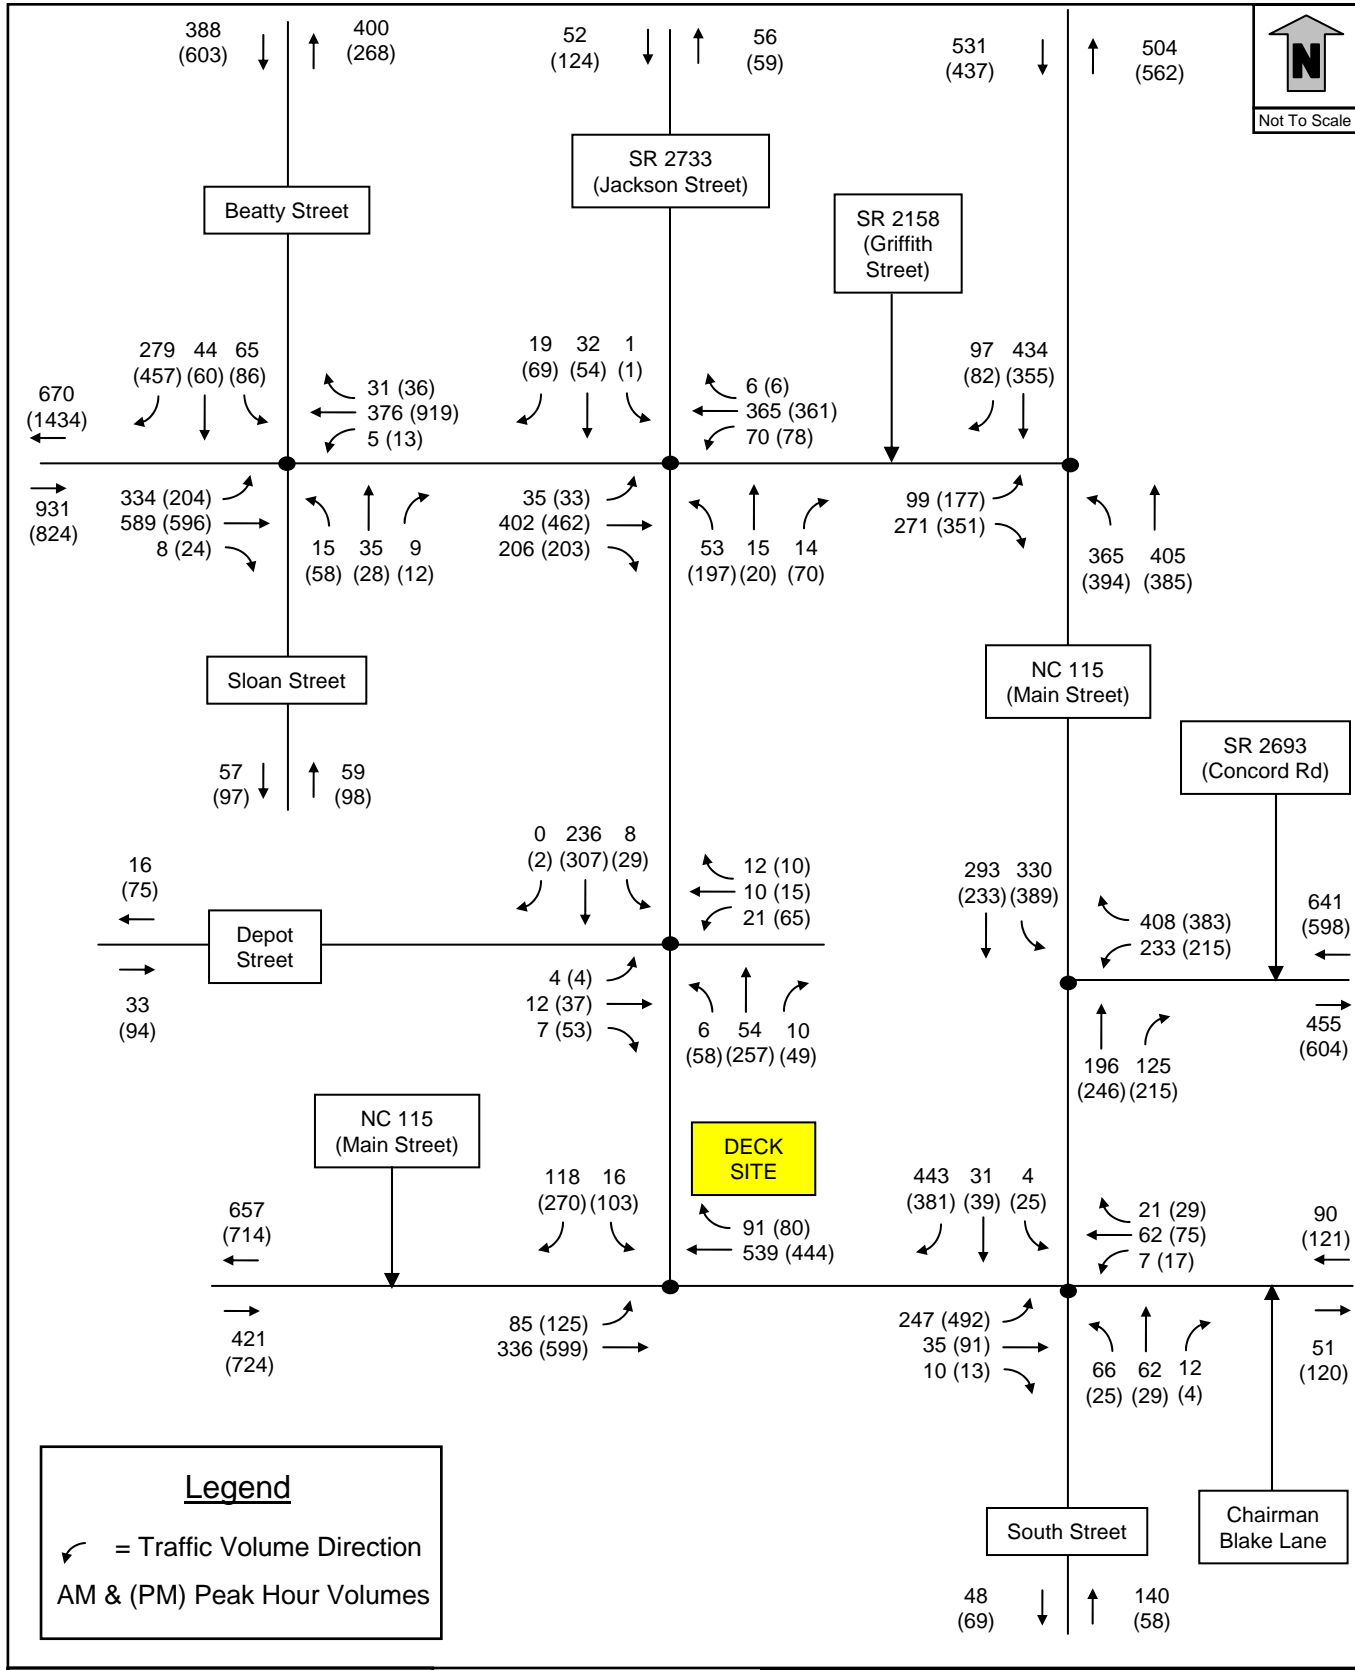 388 400 52 56 531 504
(603) (268) (124) (59) (437) (562)
N
Not To Scale
SR 2733
(Jackson Street)
Beatty Street
SR 2158
(Griffith
Street)
279 44 65
(457) (60) (86)
19 32 1
(69) (54) (1)
97 434
(82) (355)
670
(1434)
31 (36)
376 (919)
5 (13)
6 (6)
365 (361)
70 (78)
931
(824)
334 (204)
589 (596)
8 (24)
15 35 9
(58) (28) (12)
35 (33)
402 (462)
206 (203)
53 15 14
(197) (20) (70)
99 (177)
271 (351)
365 405
(394) (385)
Sloan Street
NC 115
(Main Street)
SR 2693
(Concord Rd)
57 59
(97) (98)
0 236 8
(2) (307) (29)
16
(75)
12 (10)
10 (15)
21 (65)
293 330
(233) (389)
408 (383)
233 (215)
641
(598)
Depot
Street
33
(94)
4 (4)
12 (37)
7 (53)
6 54 10
(58) (257) (49)
196 125
(246) (215)
455
(604)
NC 115
(Main Street)
DECK
SITE
118 16
(270) (103)
443 31 4
(381) (39) (25)
657
(714)
91 (80)
539 (444)
21 (29)
62 (75)
7 (17)
90
(121)
421
(724)
85 (125)
336 (599)
247 (492)
35 (91)
10 (13)
66 62 12
(25) (29) (4)
51
(120)
Legend
= Traffic Volume Direction
AM & (PM) Peak Hour Volumes
South Street
Chairman
Blake Lane
48 140
(69) (58)